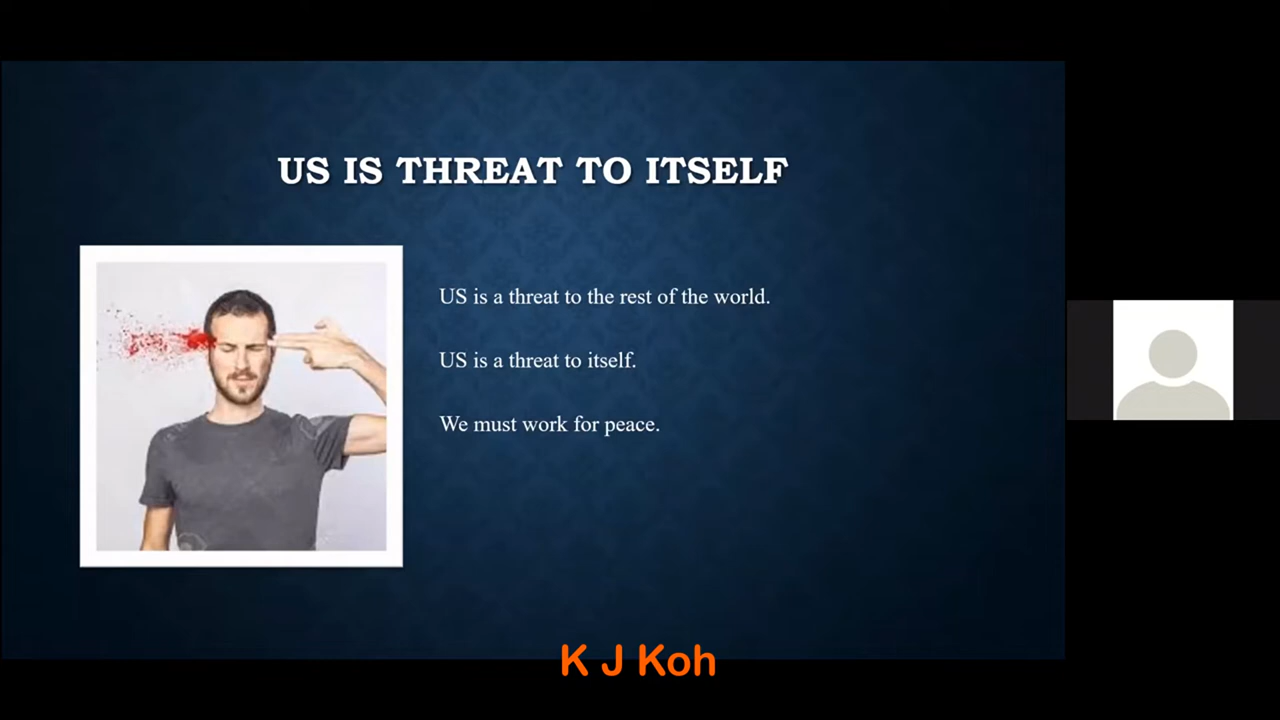 US IS THREAT TO ITSELF
US is a threat to the rest of the world.
US is a threat to itself.
We must work for peace.
K J Koh